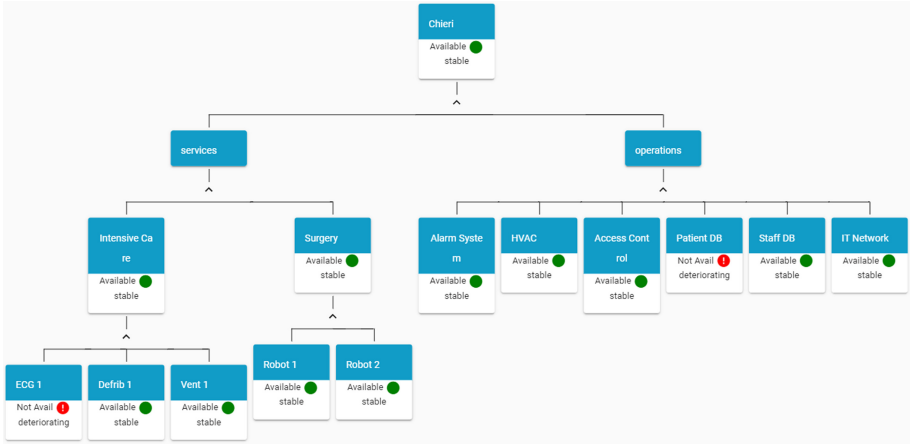 Chieri
Available
stable
services
operations
Intensive Ca
re
Available
stable
Surgery
Available
stable
Alarm Syste
m
Available
stable
HVAC
Available
stable
Access Cont
rol
Available
stable
Patient DB
Not Avail
deteriorating
Staff DB
Available
stable
IT Network
Available
stable
ECG 1
Not Avail
deteriorating
Defrib 1
Available
stable
Vent 1
Available
stable
Robot 1
Available
stable
Robot 2
Available
stable